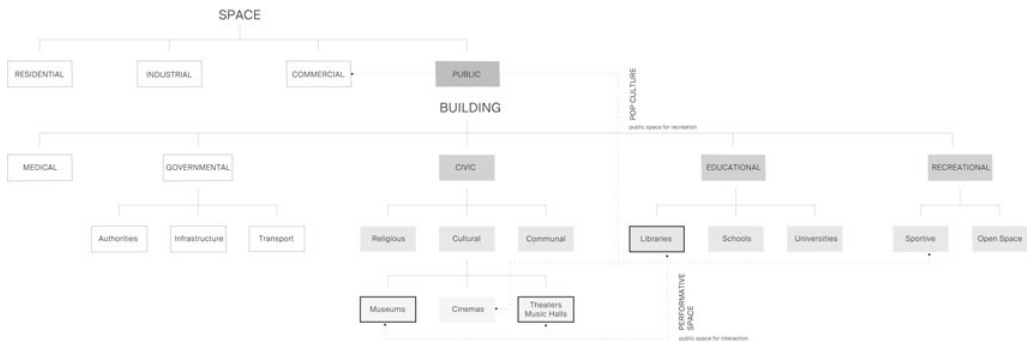 SPACE
RESIDENTIAL
INDUSTRIAL
COMMERCIAL
PUBLIC
POP CULTURE
public space for recreation
BUILDING
MEDICAL
GOVERNMENTAL
CIVIC
EDUCATIONAL
RECREATIONAL
Authorities
Infrastructure
Transport
Religious
Cultural
Communal
Libraries
Schools
Universities
Sportive
Open Space
Museums
Cinemas
Theaters
Music Halls
PERFORMATIVE
SPACE
public space for interaction